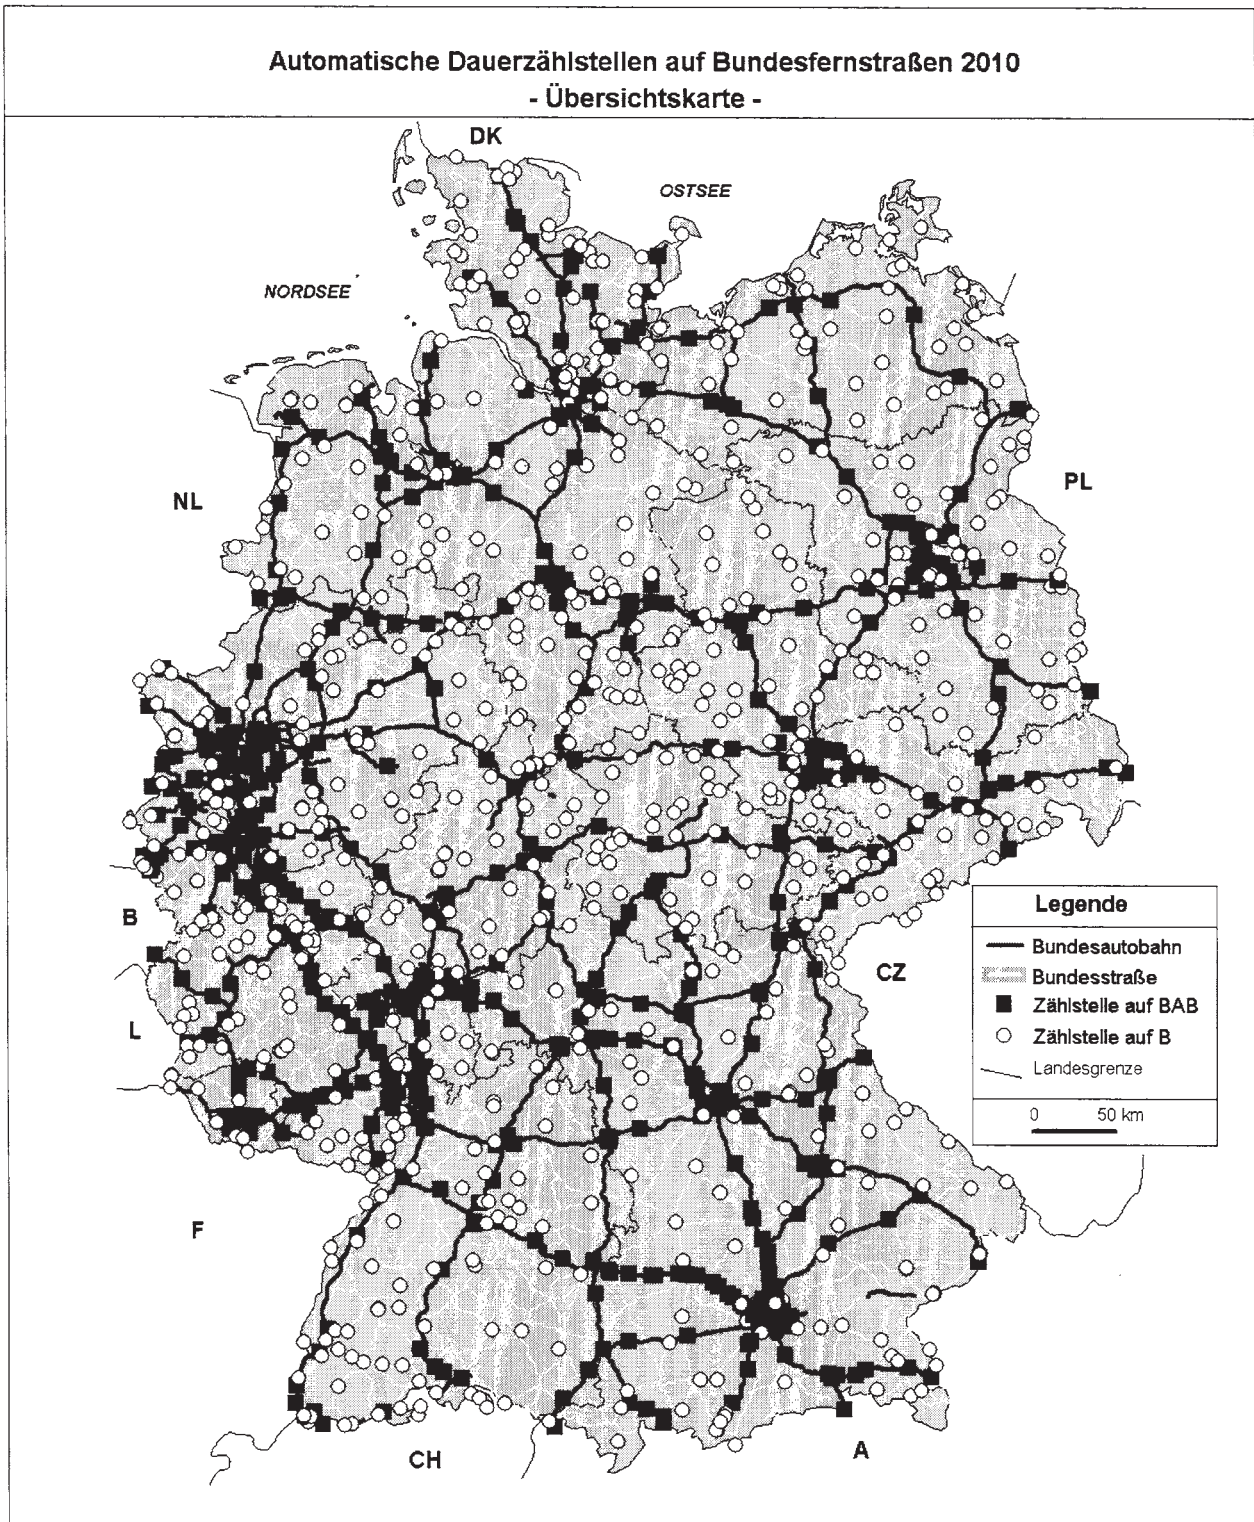 Automatische Dauerzählstellen auf Bundesfernstraßen 2010
- Übersichtskarte -
DK
OSTSEE
NORDSEE
NL
PL
B
L
CZ
F
CH
A
Legende
Bundesautobahn
Bundesstraße
Zählstelle auf BAB
Zählstelle auf B
Landesgrenze
0 50 km